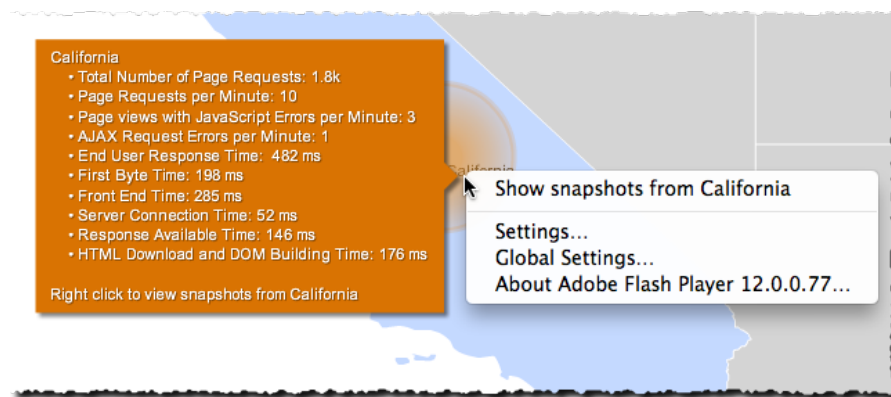 California
• Total Number of Page Requests: 1.8k
• Page Requests per Minute: 10
• Page views with JavaScript Errors per Minute: 3
• AJAX Request Errors per Minute: 1
• End User Response Time: 482 ms
• First Byte Time: 198 ms
• Front End Time: 285 ms
• Server Connection Time: 52 ms
• Response Available Time: 146 ms
• HTML Download and DOM Building Time: 176 ms
Right click to view snapshots from California
California
Show snapshots from California
Settings...
Global Settings...
About Adobe Flash Player 12.0.0.77...